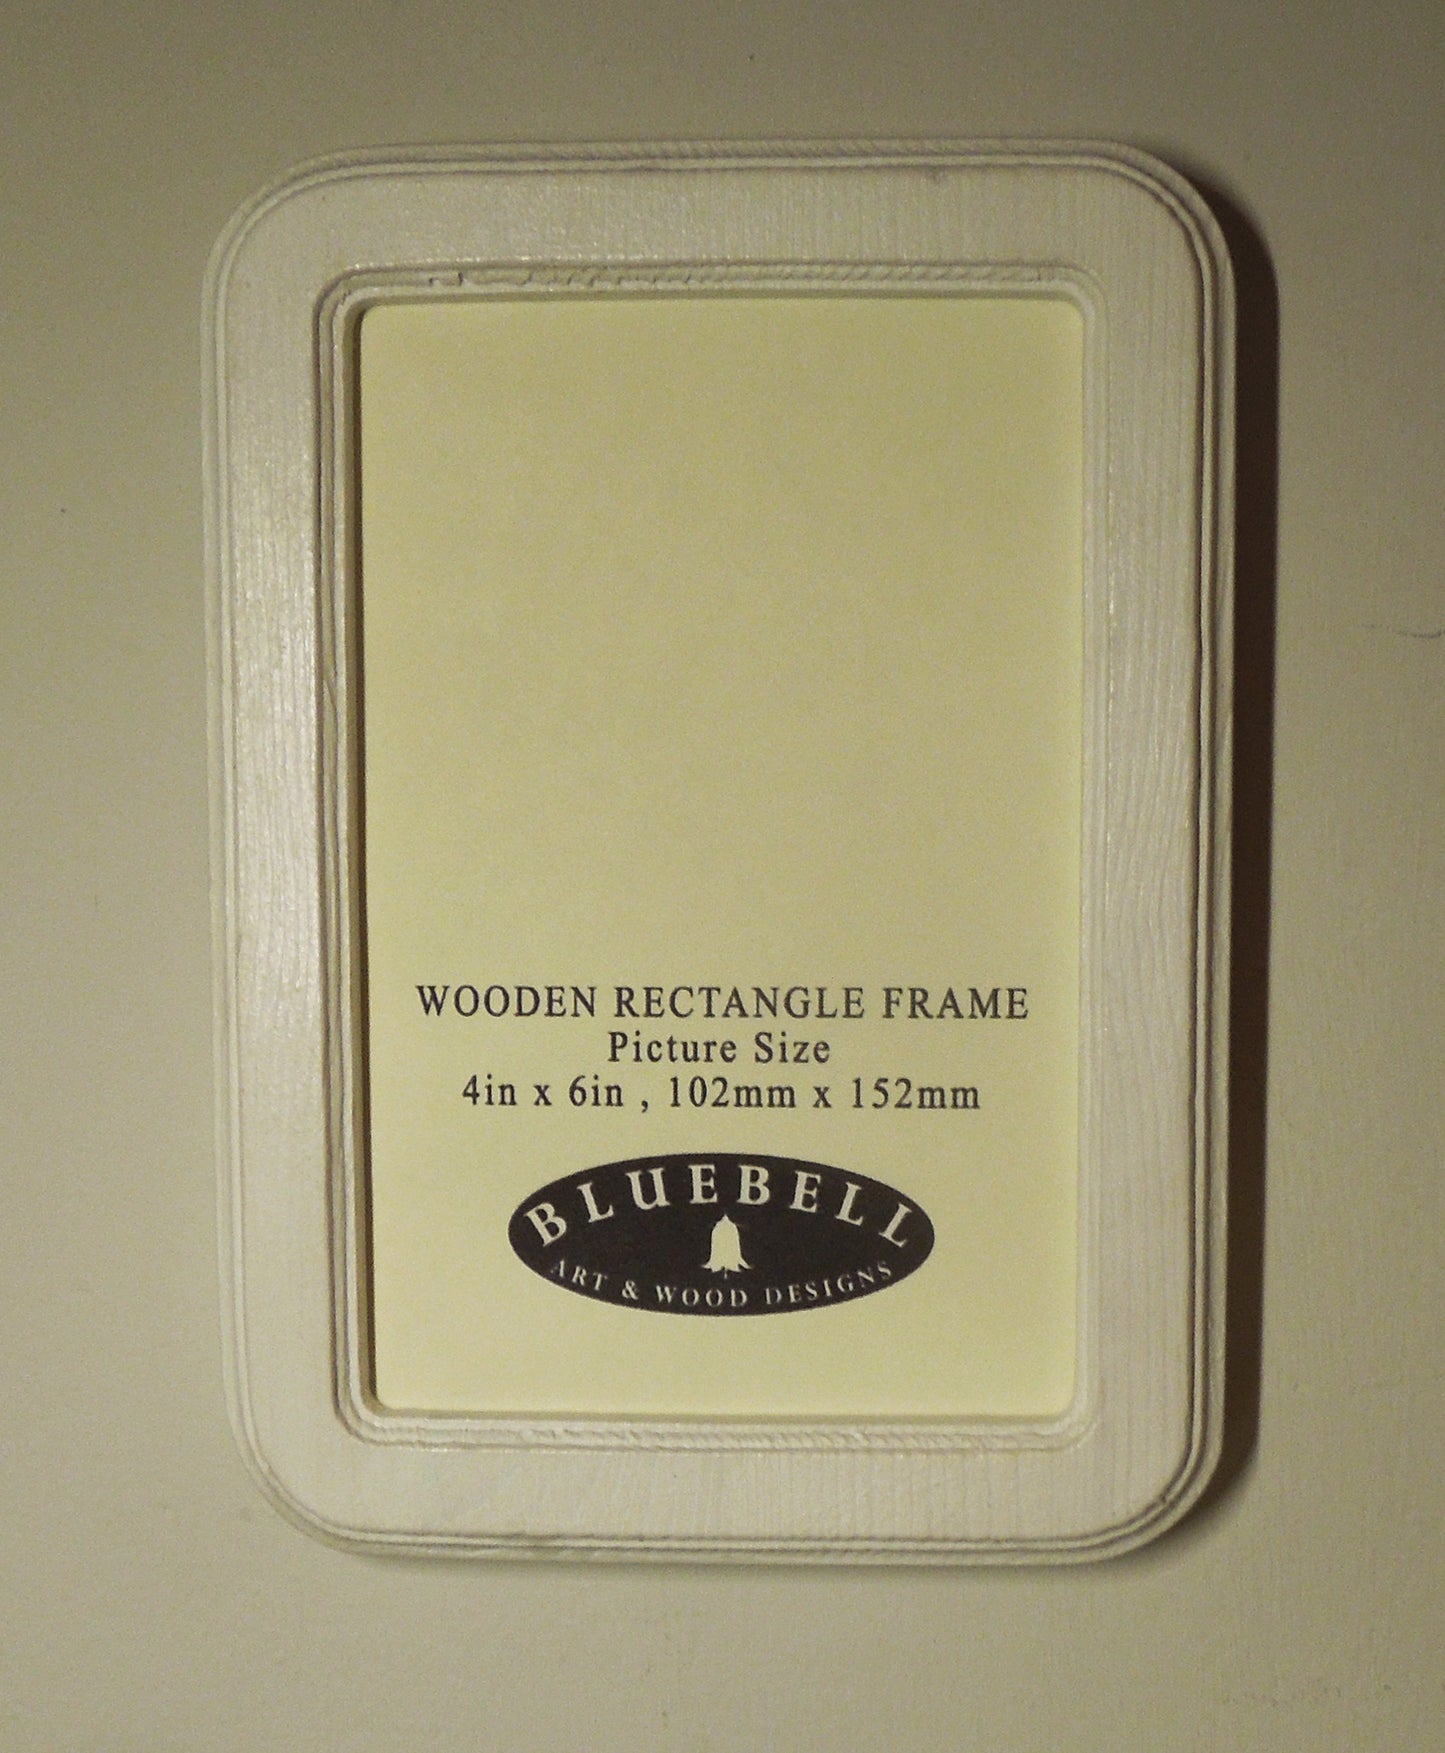 WOODEN RECTANGLE FRAME
Picture Size
4in x 6in , 102mm x 152mm
BLUEBELL
ART & WOOD DESIGNS